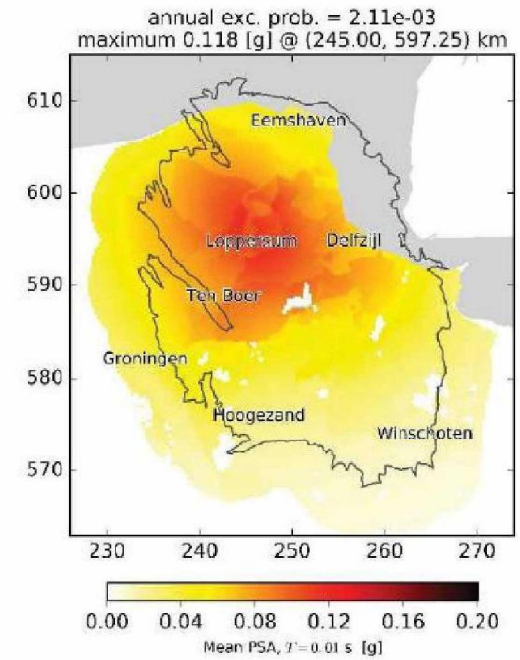 annual exc. prob. = 2.11e-03
maximum 0.118 [g] @ (245.00, 597.25) km
610
Eemshaven
600
Loppersum Delfzijl
590
Ten Boer
Groningen
580
Hoogezand
Winschoten
570
230 240 250 260 270
0.00 0.04 0.08 0.12 0.16 0.20
Mean PSA, T = 0.01 s [g]